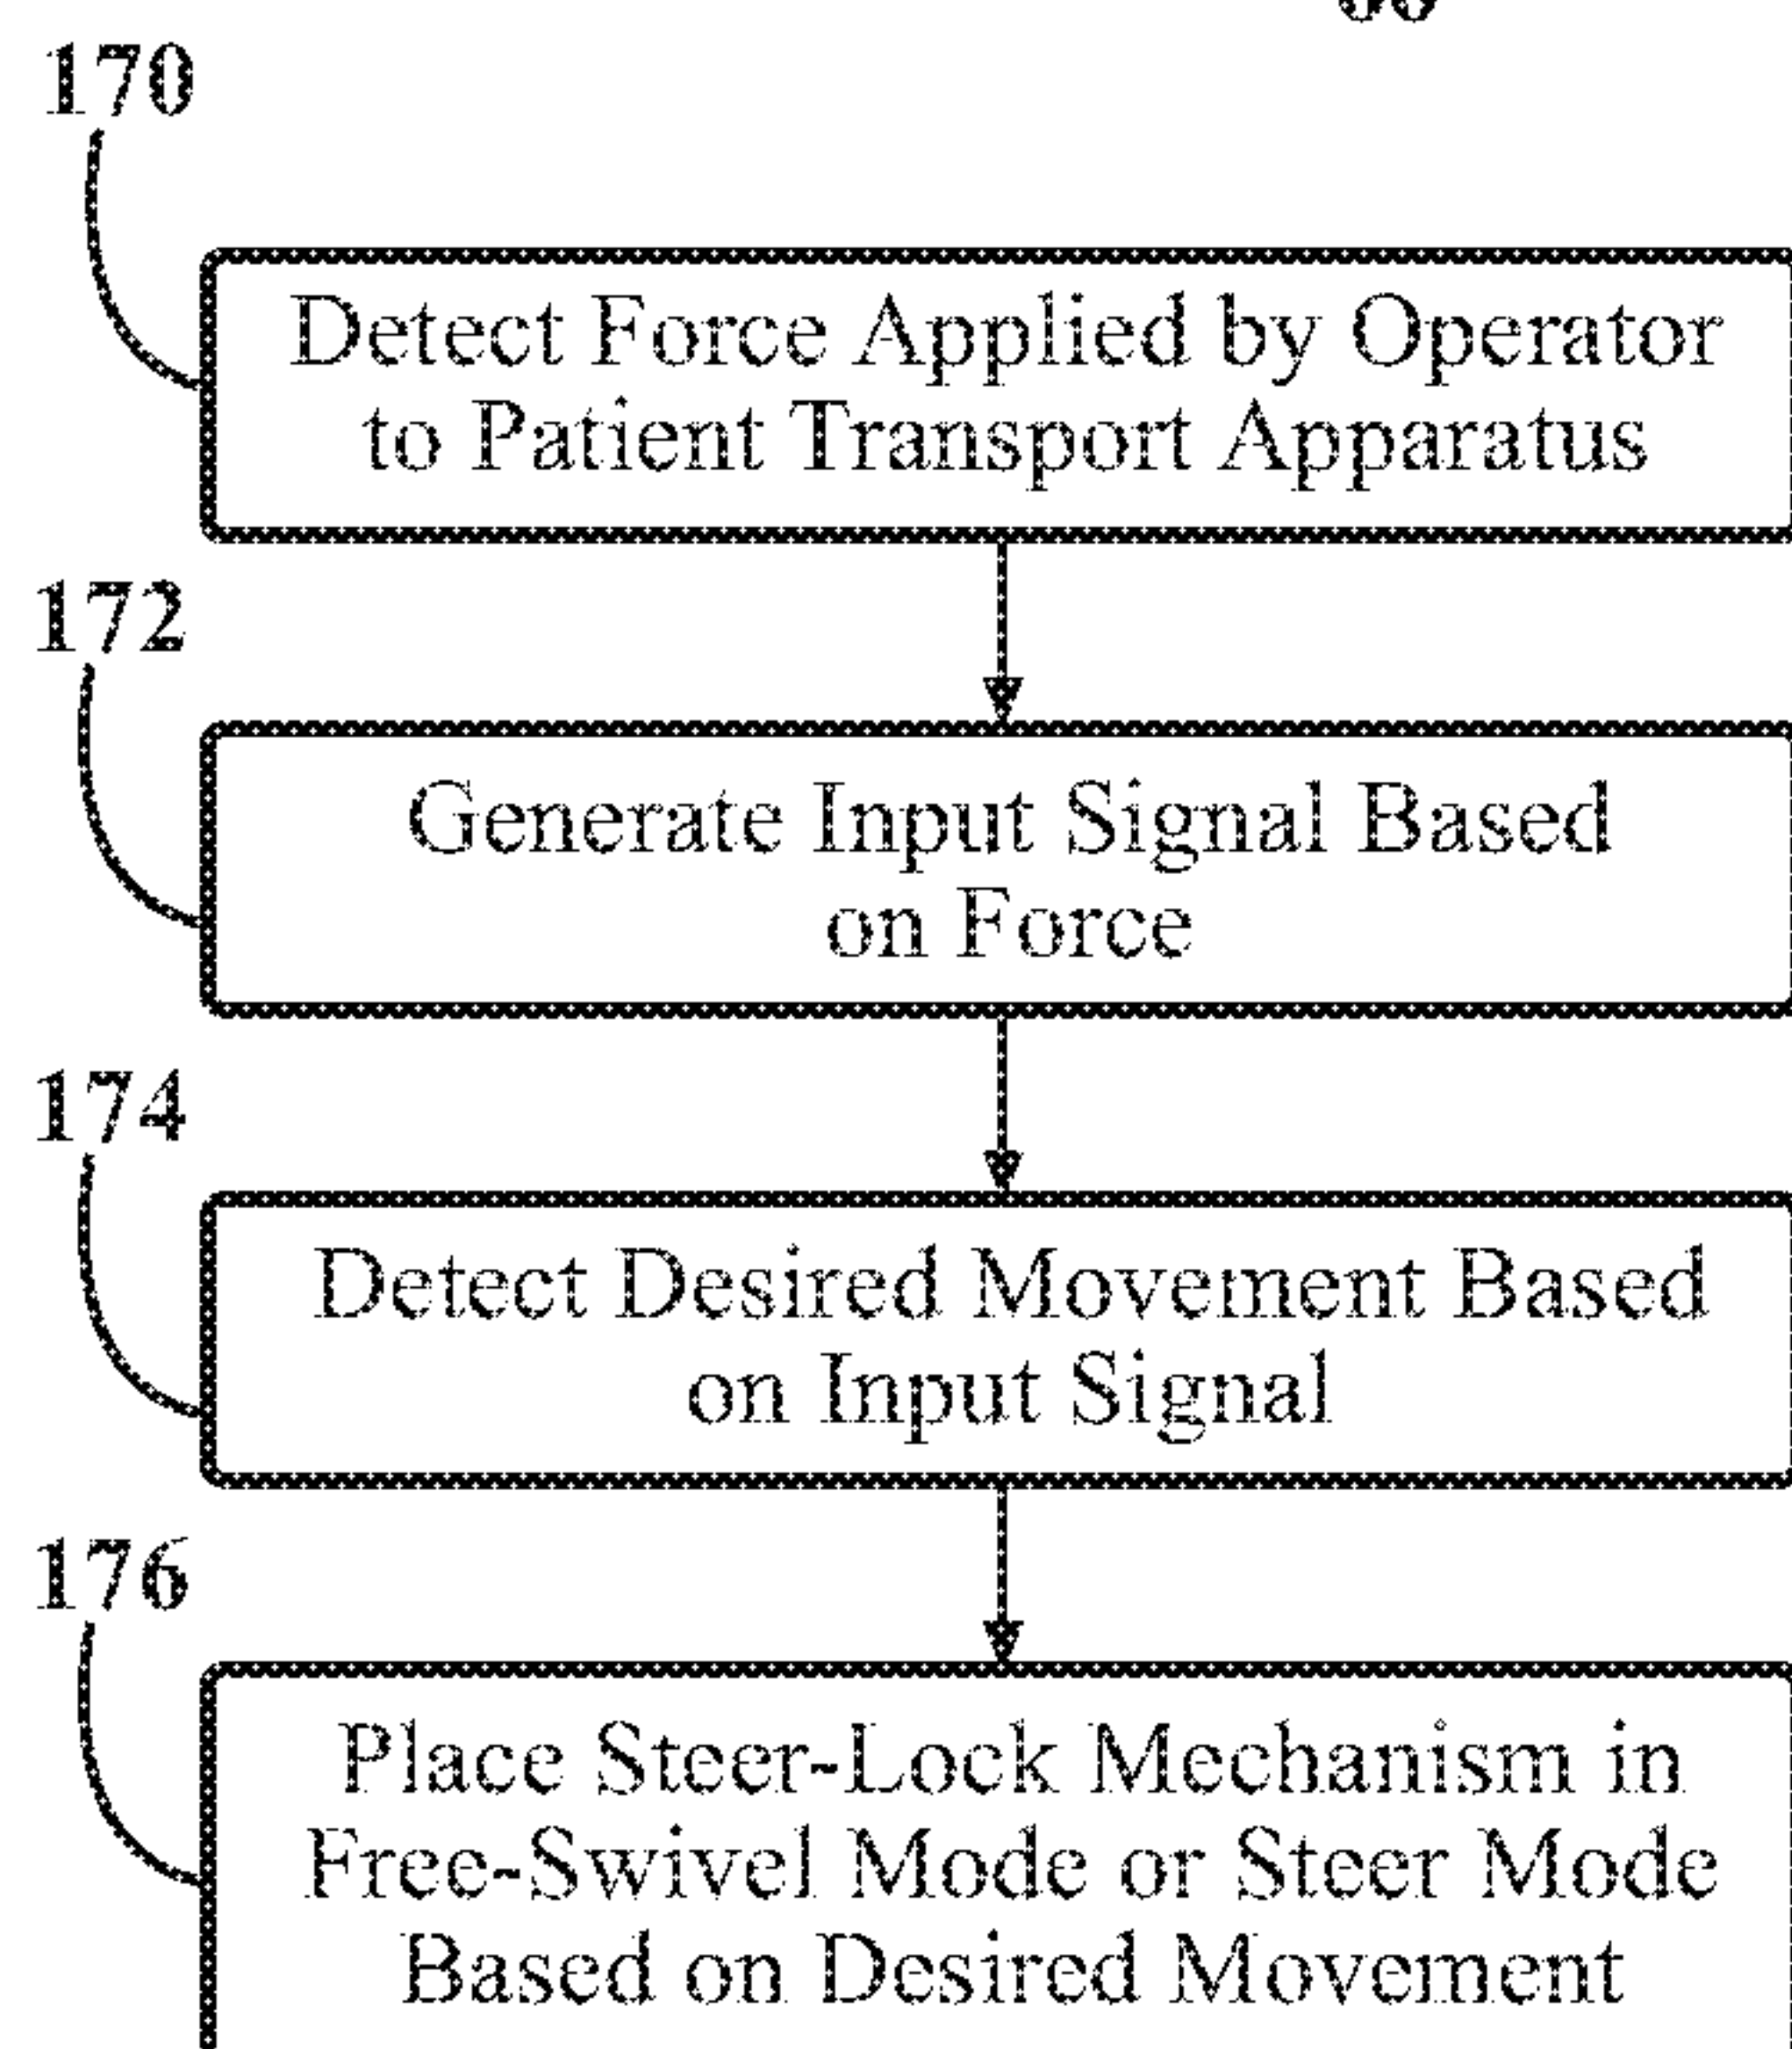 170
Detect Force Applied by Operator
to Patient Transport Apparatus
172
Generate Input Signal Based
on Force
174
Detect Desired Movement Based
on Input Signal
176
Place Steer-Lock Mechanism in
Free-Swivel Mode or Steer Mode
Based on Desired Movement